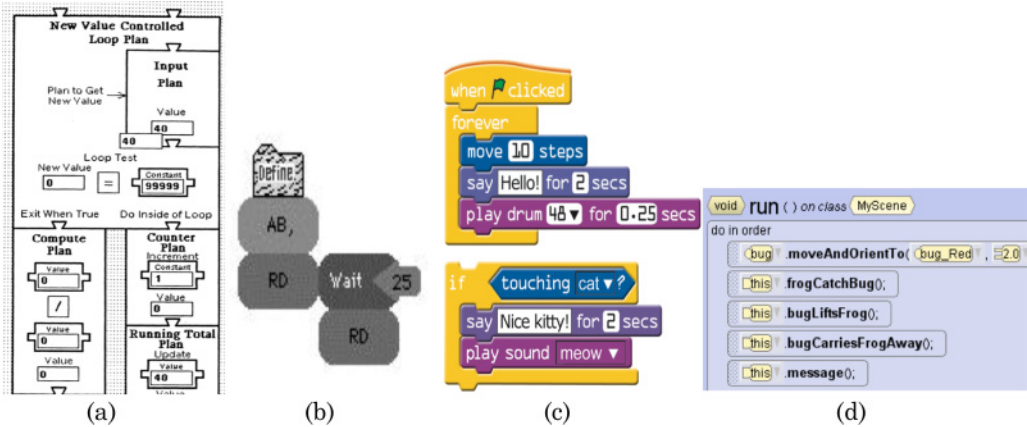 New Value Controlled
Loop Plan
Input
Plan
Plan to Get
New Value
Value
40
40
Loop Test
New Value
0
=
Constant
99999
Exit When True
Do Inside of Loop
Compute
Plan
Value
0
/
Value
0
Value
0
Counter
Plan
Increment
Constant
1
Value
0
Running Total
Plan
Update
Value
40
Value
(a)
Define
AB,
RD
Wait
25
RD
(b)
when clicked
forever
move 10 steps
say Hello! for 2 secs
play drum 48▼ for 0.25 secs
if touching cat▼?
say Nice kitty! for 2 secs
play sound meow▼
(c)
void run () on class MyScene
do in order
bug .moveAndOrientTo( bug_Red , 2.0
this .frogCatchBug();
this .bugLiftsFrog();
this .bugCarriesFrogAway();
this .message();
(d)